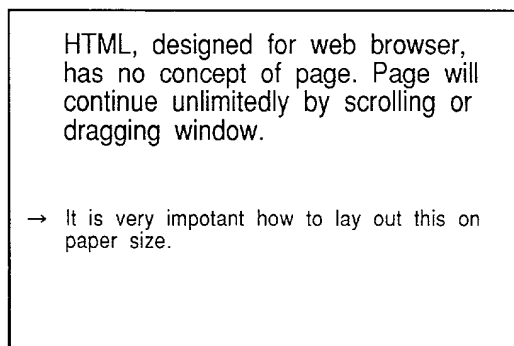 HTML, designed for web browser,
has no concept of page. Page will
continue unlimitedly by scrolling or
dragging window.
→ It is very impotant how to lay out this on
paper size.